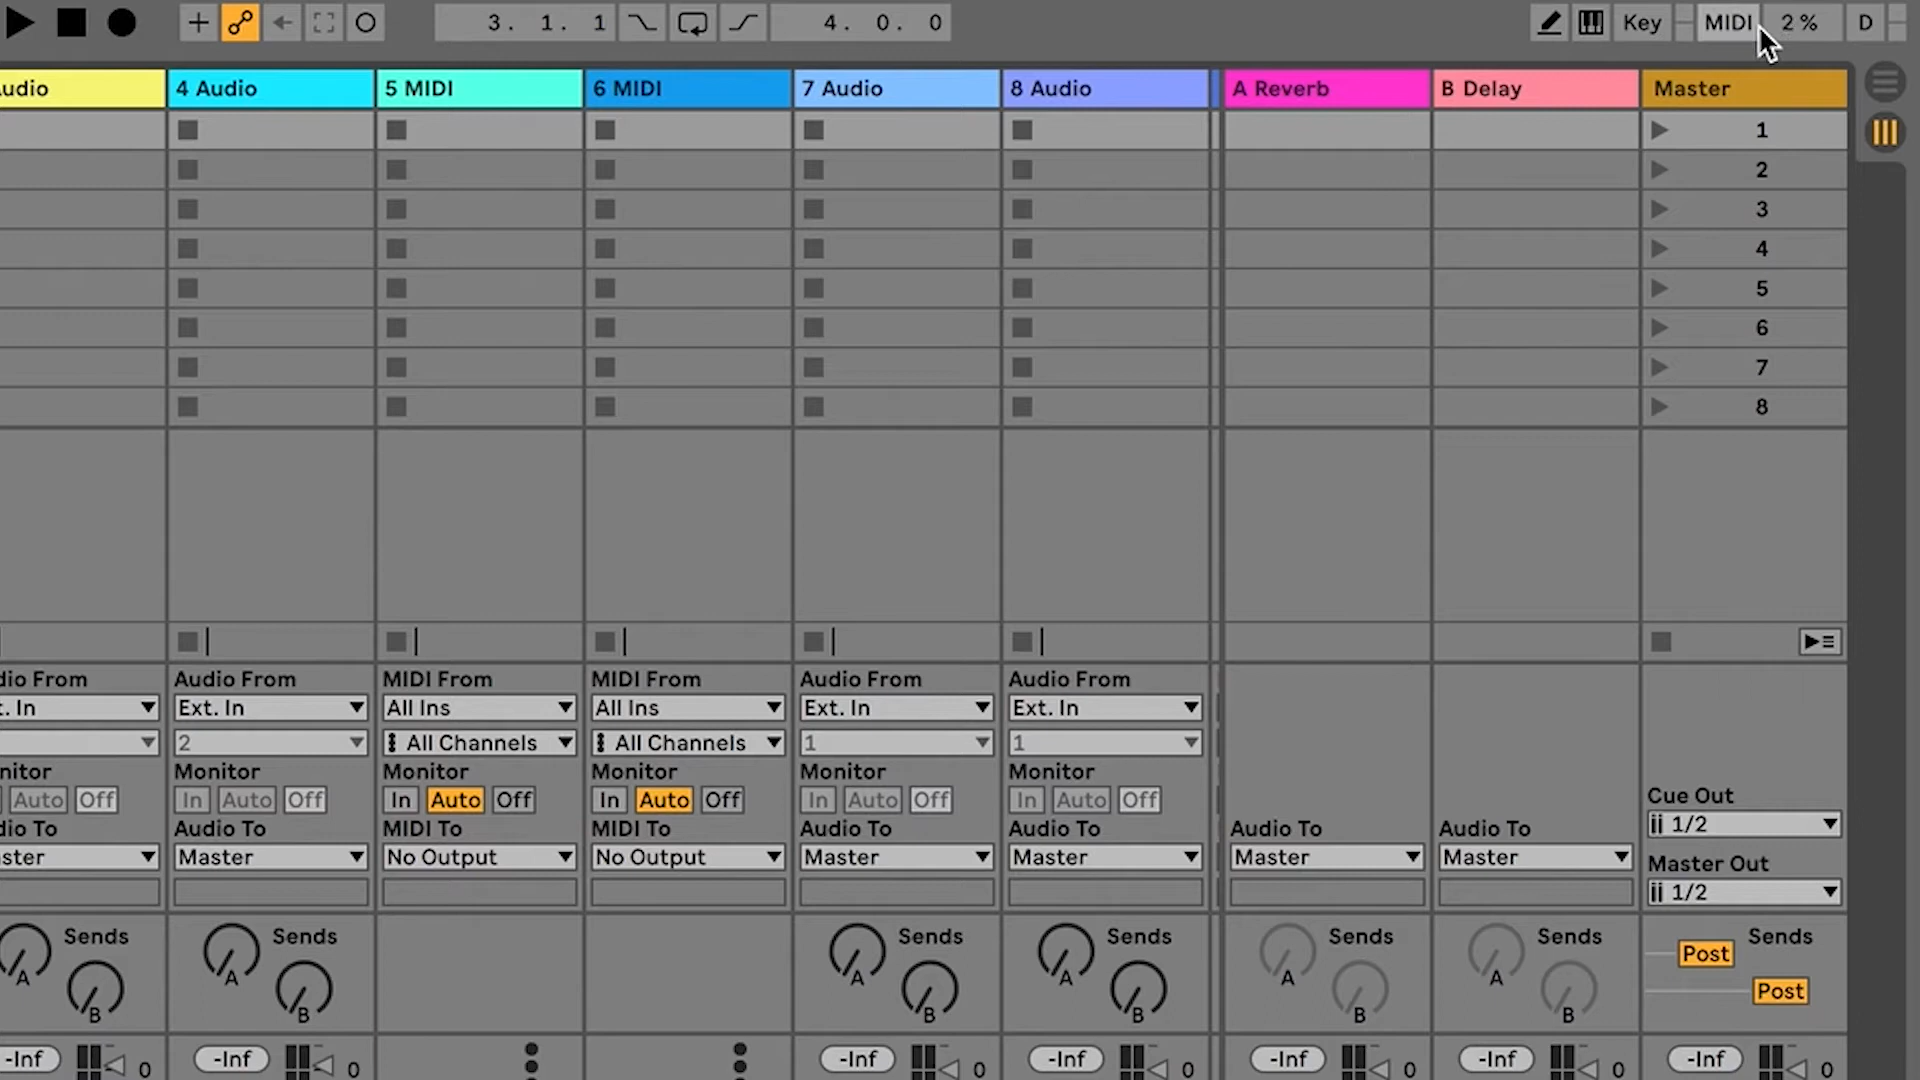 3. 1. 1
4. 0. 0
Key
MIDI
2 %
D
udio
4 Audio
5 MIDI
6 MIDI
7 Audio
8 Audio
A Reverb
B Delay
Master
1
2
3
4
5
6
7
8
dio From
Audio From
MIDI From
MIDI From
Audio From
Audio From
t. In
Ext. In
All Ins
All Ins
Ext. In
Ext. In
2
All Channels
All Channels
1
1
nitor
Monitor
Monitor
Monitor
Monitor
Monitor
Cue Out
Auto Off
In Auto Off
In Auto Off
In Auto Off
In Auto Off
In Auto Off
1/2
dio To
Audio To
MIDI To
MIDI To
Audio To
Audio To
Audio To
Audio To
ster
Master
No Output
No Output
Master
Master
Master
Master
Master Out
1/2
Sends
Sends
Sends
Sends
Sends
Sends
Sends
A
A
A
A
A
A
Post
B
B
B
B
B
B
Post
-Inf
0
-Inf
0
-Inf
0
-Inf
0
-Inf
0
-Inf
0
-Inf
0